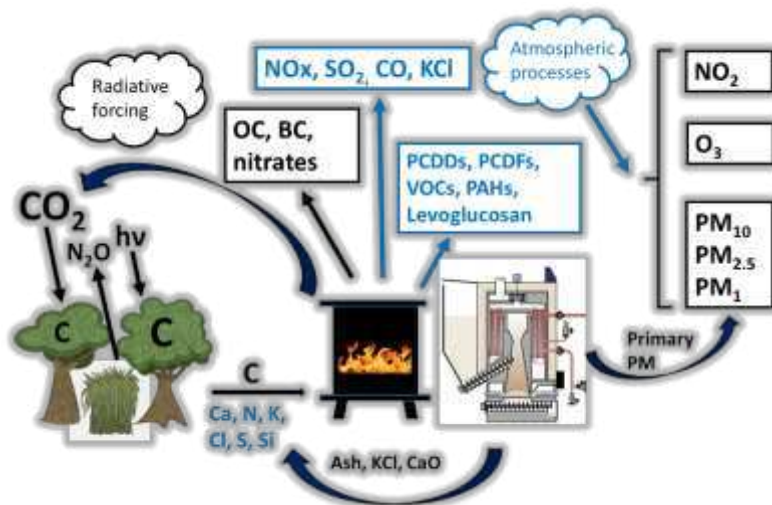 Radiative
forcing
NOx, SO₂, CO, KCl
Atmospheric
processes
OC, BC,
nitrates
PCDDs, PCDFs,
VOCs, PAHs,
Levoglucosan
NO₂
O₃
PM₁₀
PM₂.₅
PM₁
CO₂
N₂O
hν
C
C
C
Ca, N, K,
Cl, S, Si
Primary
PM
Ash, KCl, CaO